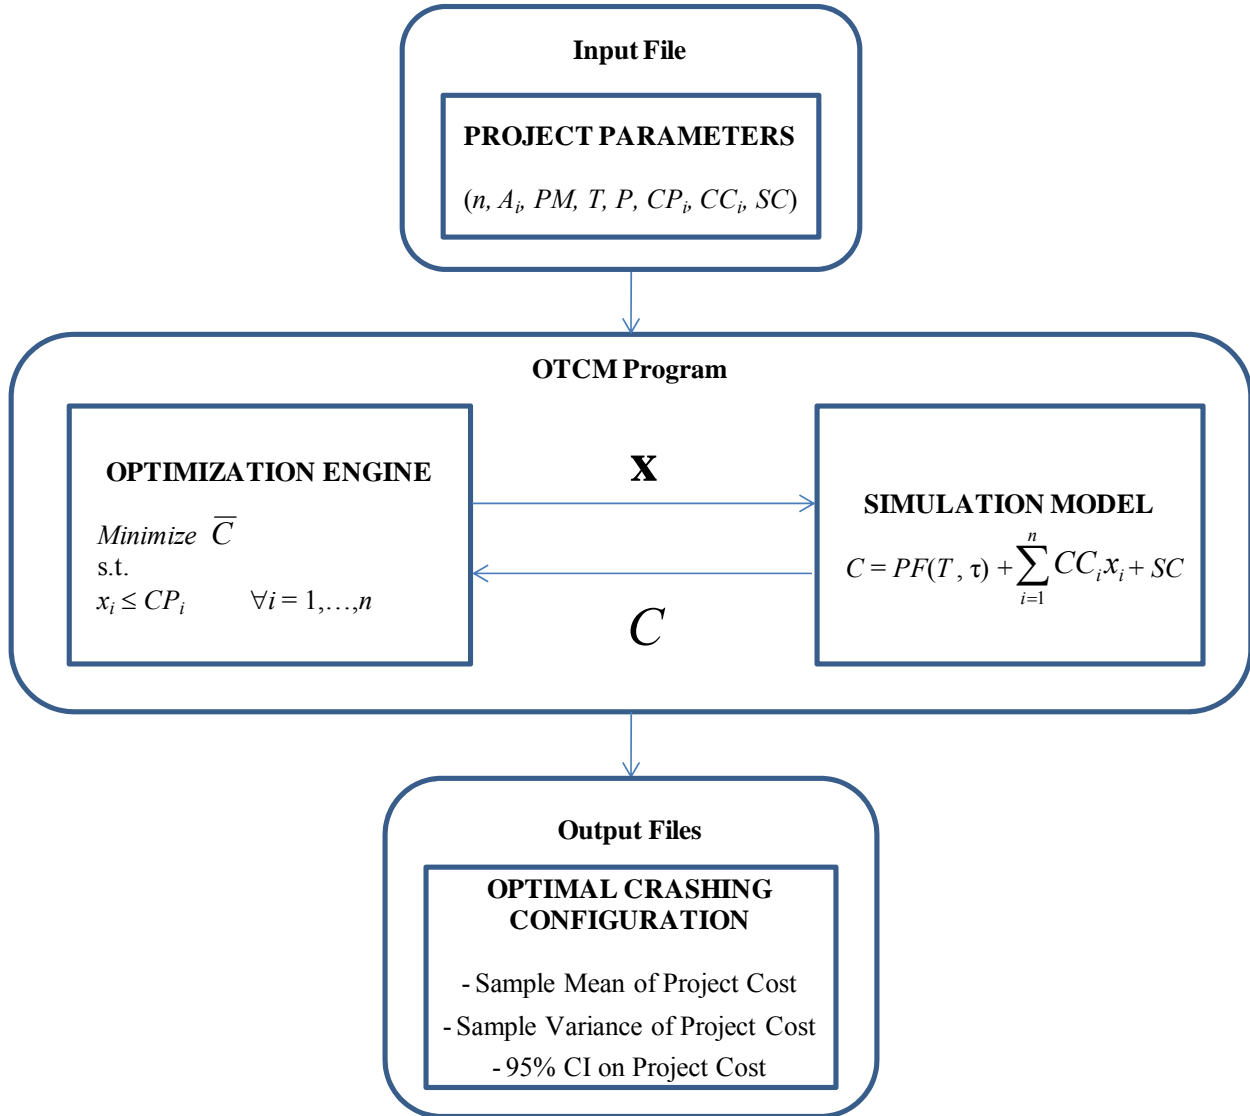 Input File
PROJECT PARAMETERS
(n, Aᵢ, PM, T, P, CPᵢ, CCᵢ, SC)
OTCM Program
OPTIMIZATION ENGINE
Minimize C̅
s.t.
xᵢ ≤ CPᵢ ∀i = 1,…,n
x
C
SIMULATION MODEL
C = PF(T , τ) + ∑ⁿᵢ₌₁ CCᵢxᵢ + SC
Output Files
OPTIMAL CRASHING
CONFIGURATION
- Sample Mean of Project Cost
- Sample Variance of Project Cost
- 95% CI on Project Cost